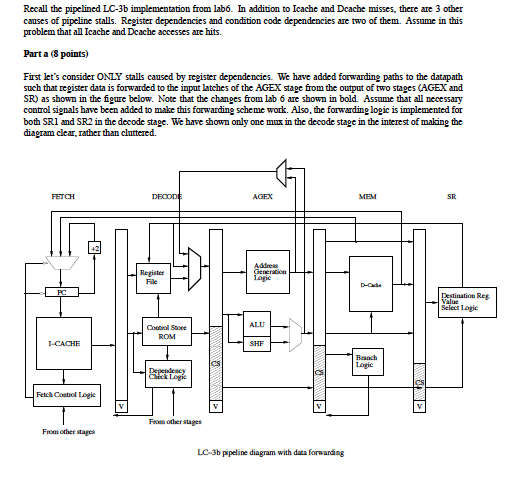 Recall the pipelined LC-3b implementation from lab6. In addition to Icache and Dcache misses, there are 3 other
causes of pipeline stalls. Register dependencies and condition code dependencies are two of them. Assume in this
problem that all Icache and Dcache accesses are hits.
Part a (8 points)
First let's consider ONLY stalls caused by register dependencies. We have added forwarding paths to the datapath
such that register data is forwarded to the input latches of the AGEX stage from the output of two stages (AGEX and
SR) as shown in the figure below. Note that the changes from lab 6 are shown in bold. Assume that all necessary
control signals have been added to make this forwarding scheme work. Also, the forwarding logic is implemented for
both SR1 and SR2 in the decode stage. We have shown only one mux in the decode stage in the interest of making the
diagram clear, rather than cluttered.
FETCH DECODE AGEX MEM SR
+2
PC
I-CACHE
Fetch Control Logic
From other stages
V
Register
File
Control Store
ROM
Dependency
Check Logic
From other stages
CS
V
Address
Generation
Logic
ALU
SHF
CS
V
D-Cache
Branch
Logic
CS
V
Destination Reg.
Value
Select Logic
LC-3b pipeline diagram with data forwarding